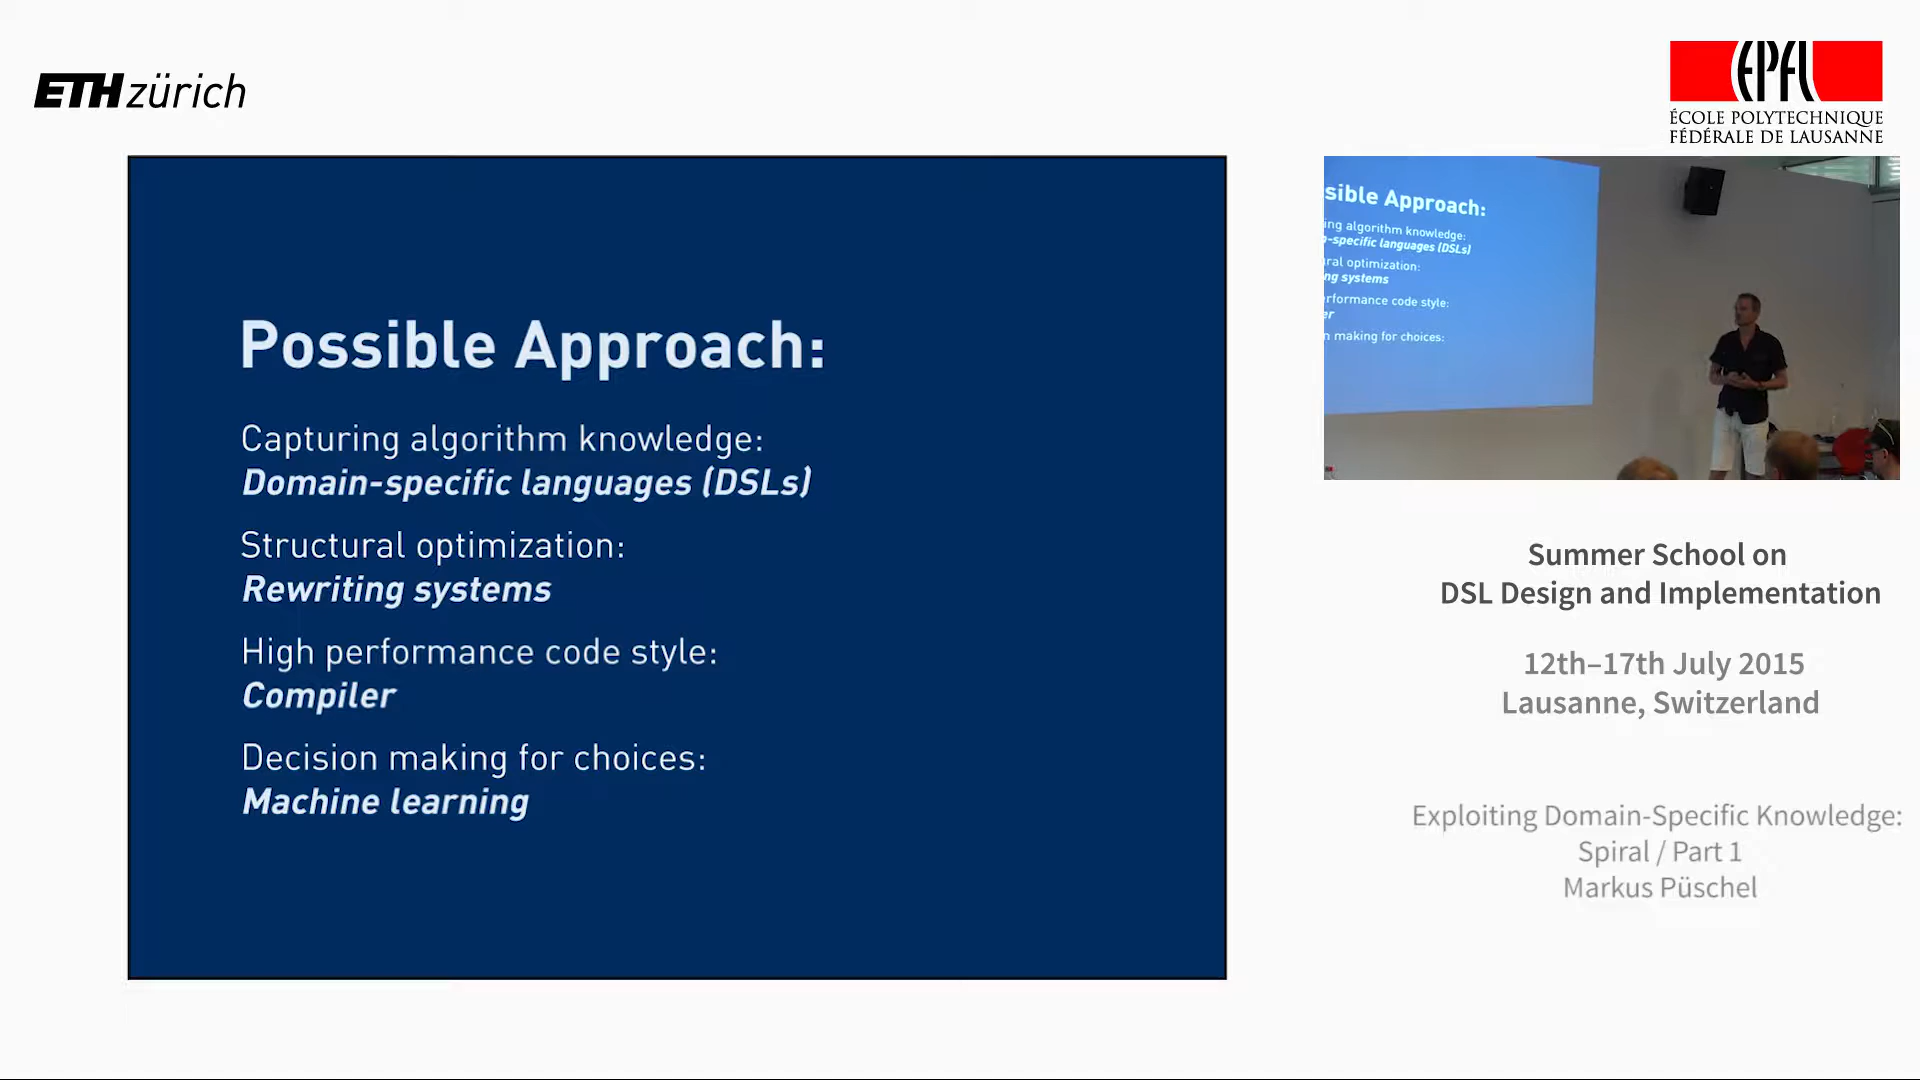 ETH zürich
EPFL
ÉCOLE POLYTECHNIQUE
FÉDÉRALE DE LAUSANNE
Possible Approach:
Capturing algorithm knowledge:
Domain-specific languages (DSLs)
Structural optimization:
Rewriting systems
High performance code style:
Compiler
Decision making for choices:
Machine learning
sible Approach:
ing algorithm knowledge:
-specific languages (DSLs)
ral optimization:
ng systems
rformance code style:
er
n making for choices:
Summer School on
DSL Design and Implementation
12th–17th July 2015
Lausanne, Switzerland
Exploiting Domain-Specific Knowledge:
Spiral / Part 1
Markus Püschel